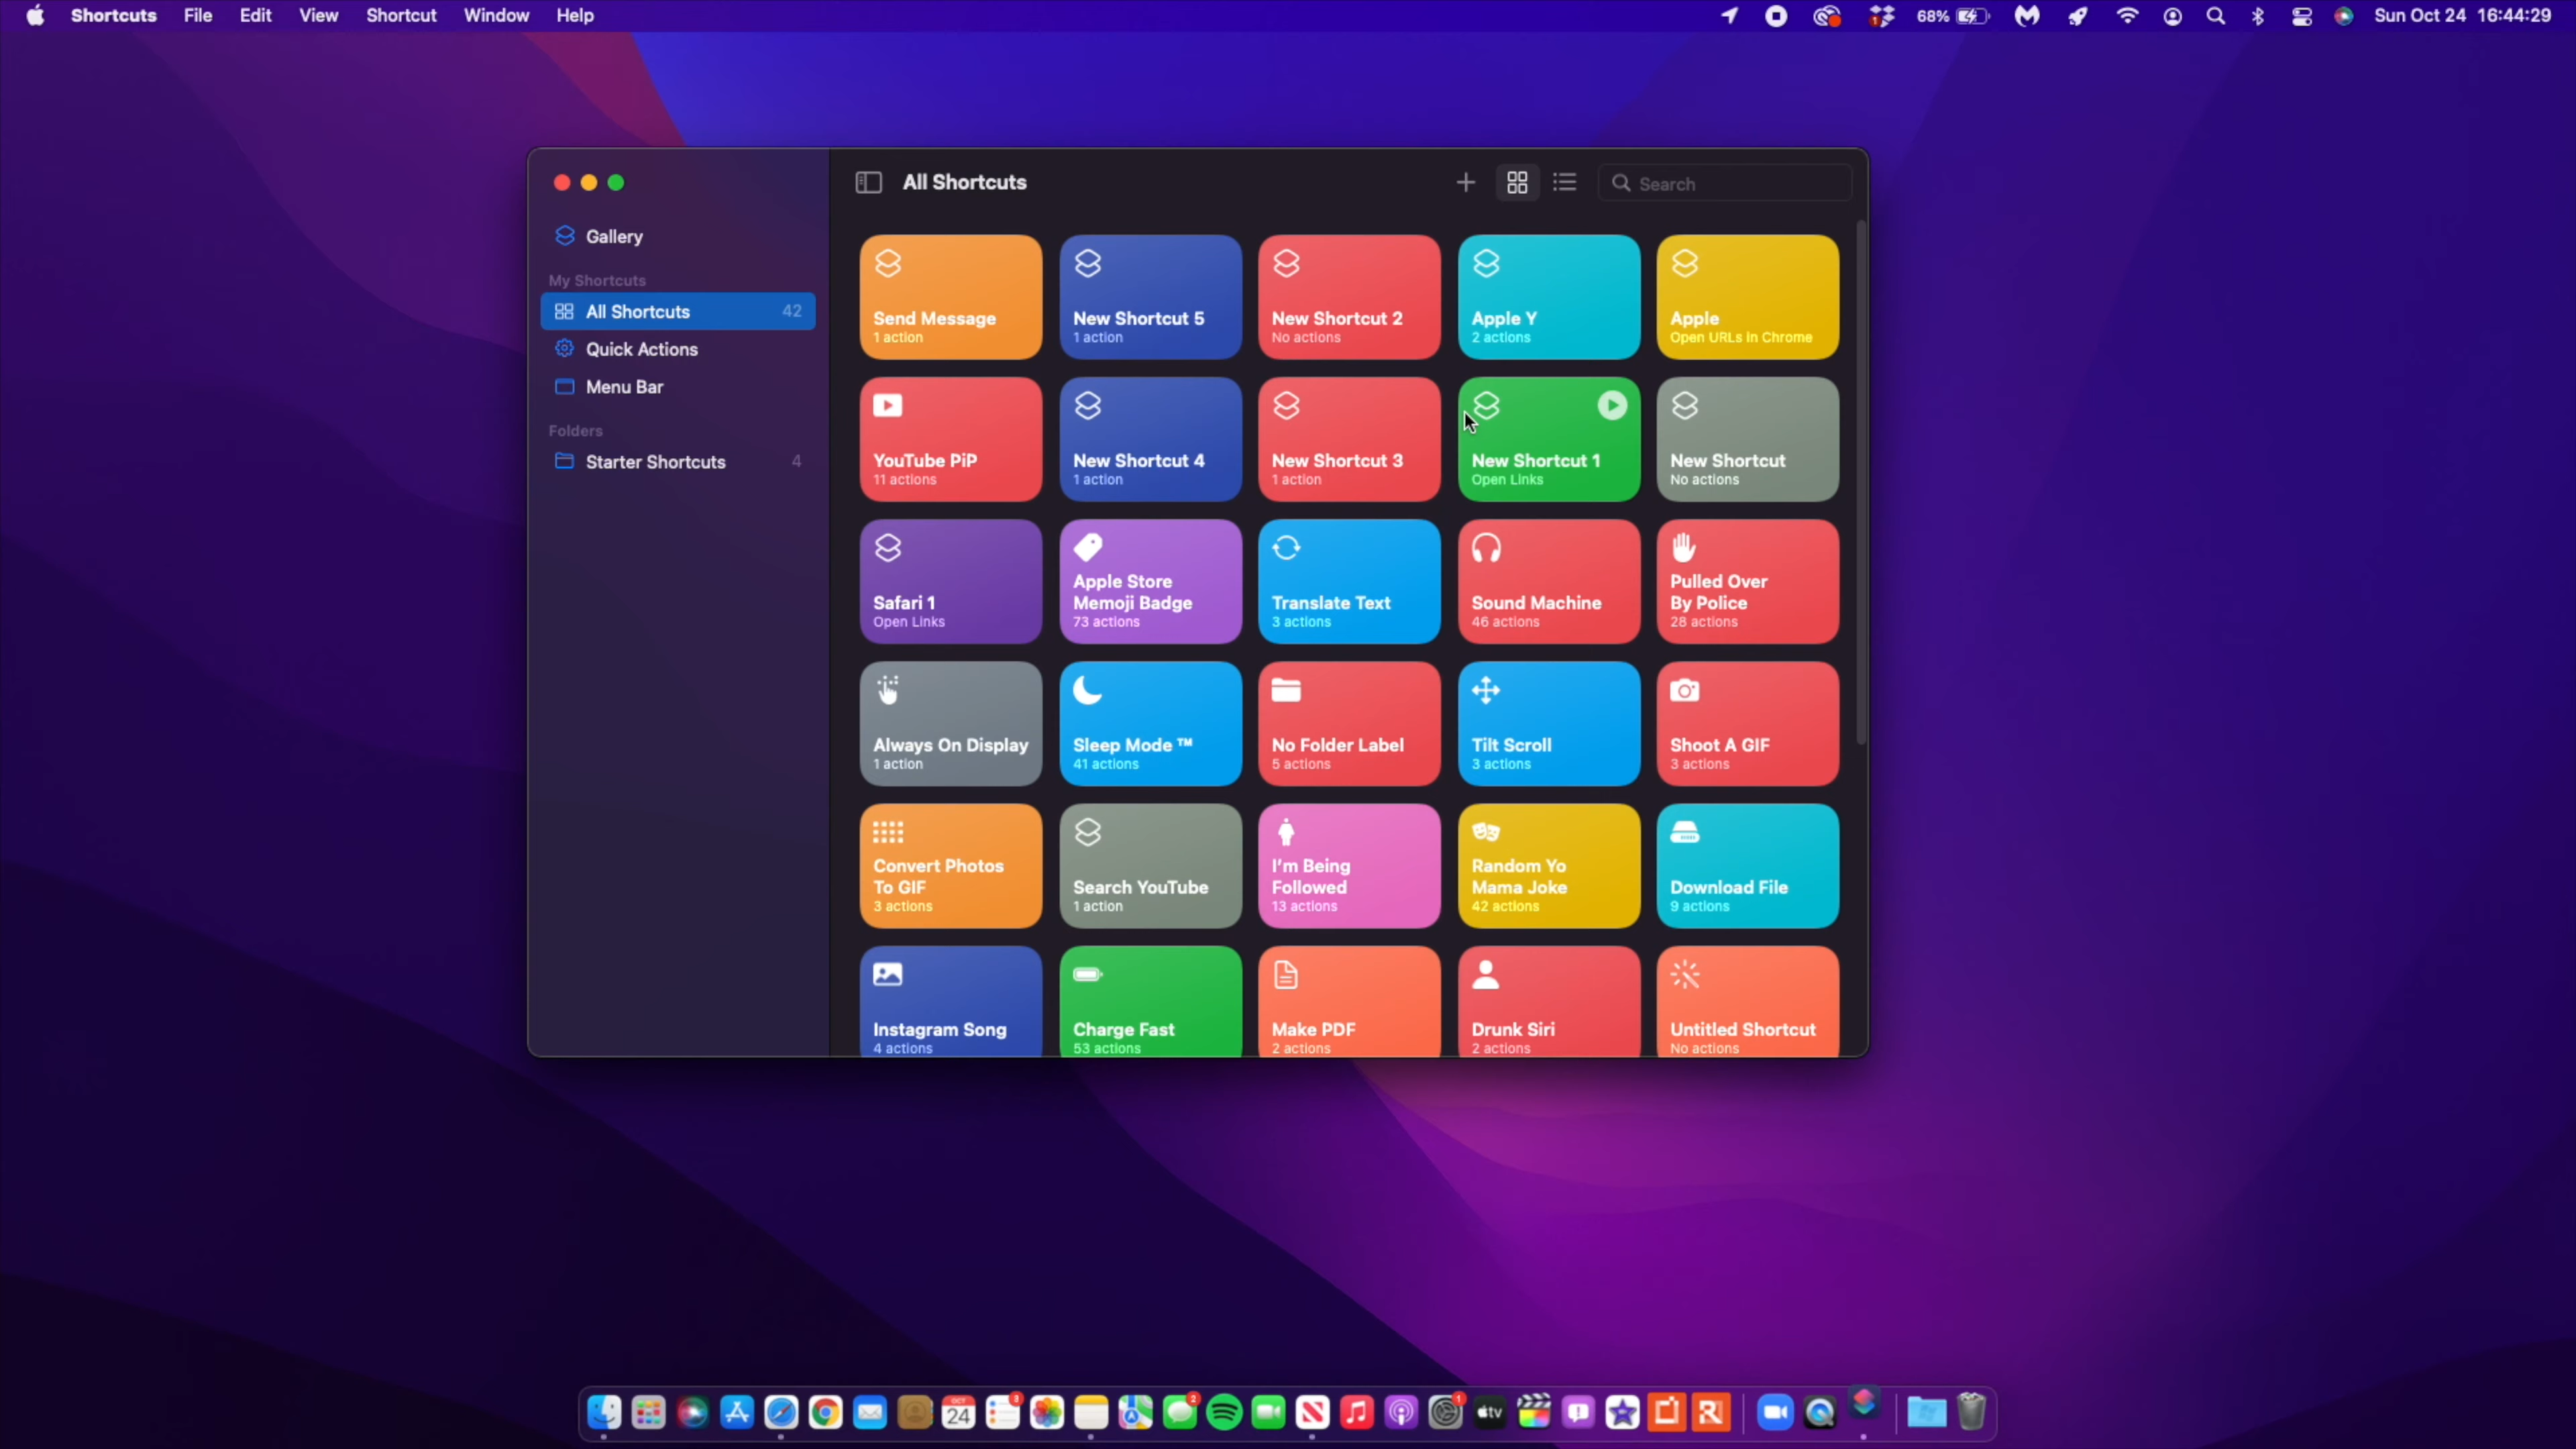 Shortcuts File Edit View Shortcut Window Help
68% Sun Oct 24 16:44:29
All Shortcuts
Search
Gallery
My Shortcuts
All Shortcuts 42
Quick Actions
Menu Bar
Folders
Starter Shortcuts 4
Send Message
1 action
New Shortcut 5
1 action
New Shortcut 2
No actions
Apple Y
2 actions
Apple
Open URLs in Chrome
YouTube PiP
11 actions
New Shortcut 4
1 action
New Shortcut 3
1 action
New Shortcut 1
Open Links
New Shortcut
No actions
Safari 1
Open Links
Apple Store
Memoji Badge
73 actions
Translate Text
3 actions
Sound Machine
46 actions
Pulled Over
By Police
28 actions
Always On Display
1 action
Sleep Mode ™
41 actions
No Folder Label
5 actions
Tilt Scroll
3 actions
Shoot A GIF
3 actions
Convert Photos
To GIF
3 actions
Search YouTube
1 action
I'm Being
Followed
13 actions
Random Yo
Mama Joke
42 actions
Download File
9 actions
Instagram Song
4 actions
Charge Fast
53 actions
Make PDF
2 actions
Drunk Siri
2 actions
Untitled Shortcut
No actions
OCT
24
2
1
tv